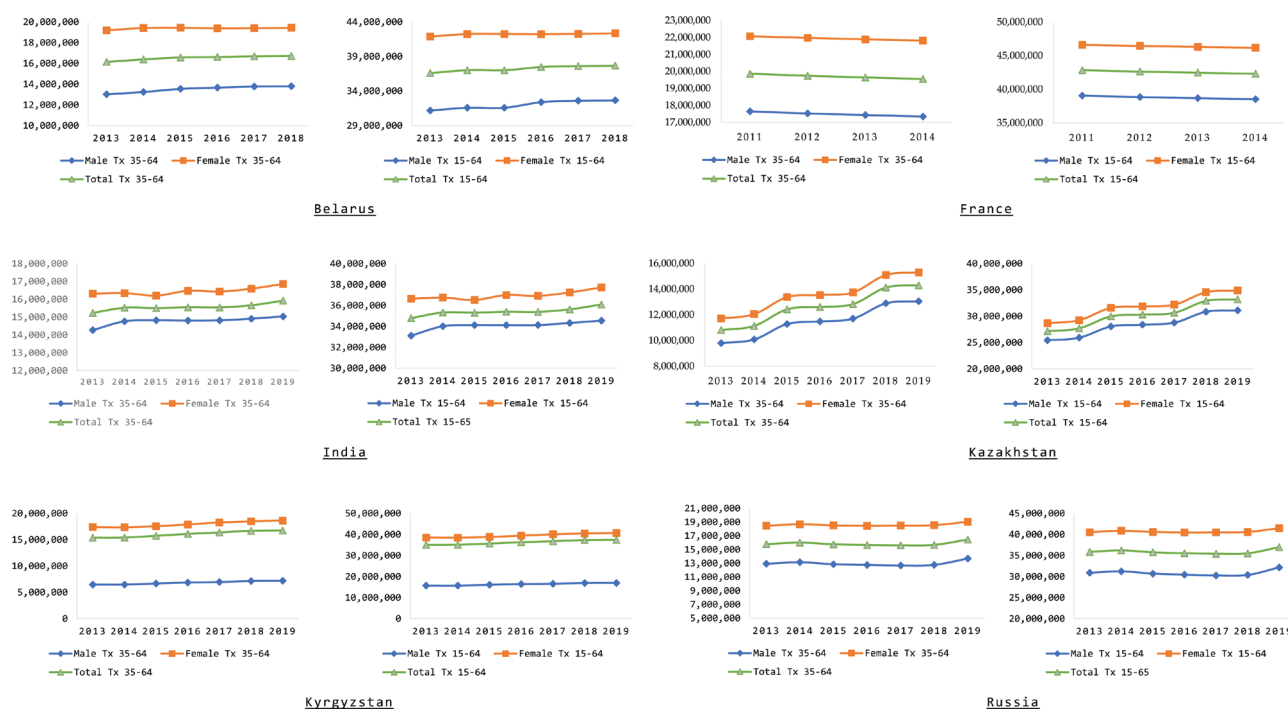 20,000,000
18,000,000
16,000,000
14,000,000
12,000,000
10,000,000
2013 2014 2015 2016 2017 2018
Male Tx 35-64 Female Tx 35-64
Total Tx 35-64
44,000,000
39,000,000
34,000,000
29,000,000
2013 2014 2015 2016 2017 2018
Male Tx 15-64 Female Tx 15-64
Total Tx 15-64
Belarus
23,000,000
22,000,000
21,000,000
20,000,000
19,000,000
18,000,000
17,000,000
2011 2012 2013 2014
Male Tx 35-64 Female Tx 35-64
Total Tx 35-64
50,000,000
45,000,000
40,000,000
35,000,000
2011 2012 2013 2014
Male Tx 15-64 Female Tx 15-64
Total Tx 15-64
France
18,000,000
17,000,000
16,000,000
15,000,000
14,000,000
13,000,000
12,000,000
2013 2014 2015 2016 2017 2018 2019
Male Tx 35-64 Female Tx 35-64
Total Tx 35-64
40,000,000
38,000,000
36,000,000
34,000,000
32,000,000
30,000,000
2013 2014 2015 2016 2017 2018 2019
Male Tx 15-64 Female Tx 15-64
Total Tx 15-65
India
16,000,000
14,000,000
12,000,000
10,000,000
8,000,000
2013 2014 2015 2016 2017 2018 2019
Male Tx 35-64 Female Tx 35-64
Total Tx 35-64
40,000,000
35,000,000
30,000,000
25,000,000
20,000,000
2013 2014 2015 2016 2017 2018 2019
Male Tx 15-64 Female Tx 15-64
Total Tx 15-64
Kazakhstan
20,000,000
15,000,000
10,000,000
5,000,000
0
2013 2014 2015 2016 2017 2018 2019
Male Tx 35-64 Female Tx 35-64
Total Tx 35-64
50,000,000
40,000,000
30,000,000
20,000,000
10,000,000
0
2013 2014 2015 2016 2017 2018 2019
Male Tx 15-64 Female Tx 15-64
Total Tx 15-64
Kyrgyzstan
21,000,000
19,000,000
17,000,000
15,000,000
13,000,000
11,000,000
9,000,000
7,000,000
5,000,000
2013 2014 2015 2016 2017 2018 2019
Male Tx 35-64 Female Tx 35-64
Total Tx 35-64
45,000,000
40,000,000
35,000,000
30,000,000
25,000,000
20,000,000
2013 2014 2015 2016 2017 2018 2019
Male Tx 15-64 Female Tx 15-64
Total Tx 15-65
Russia